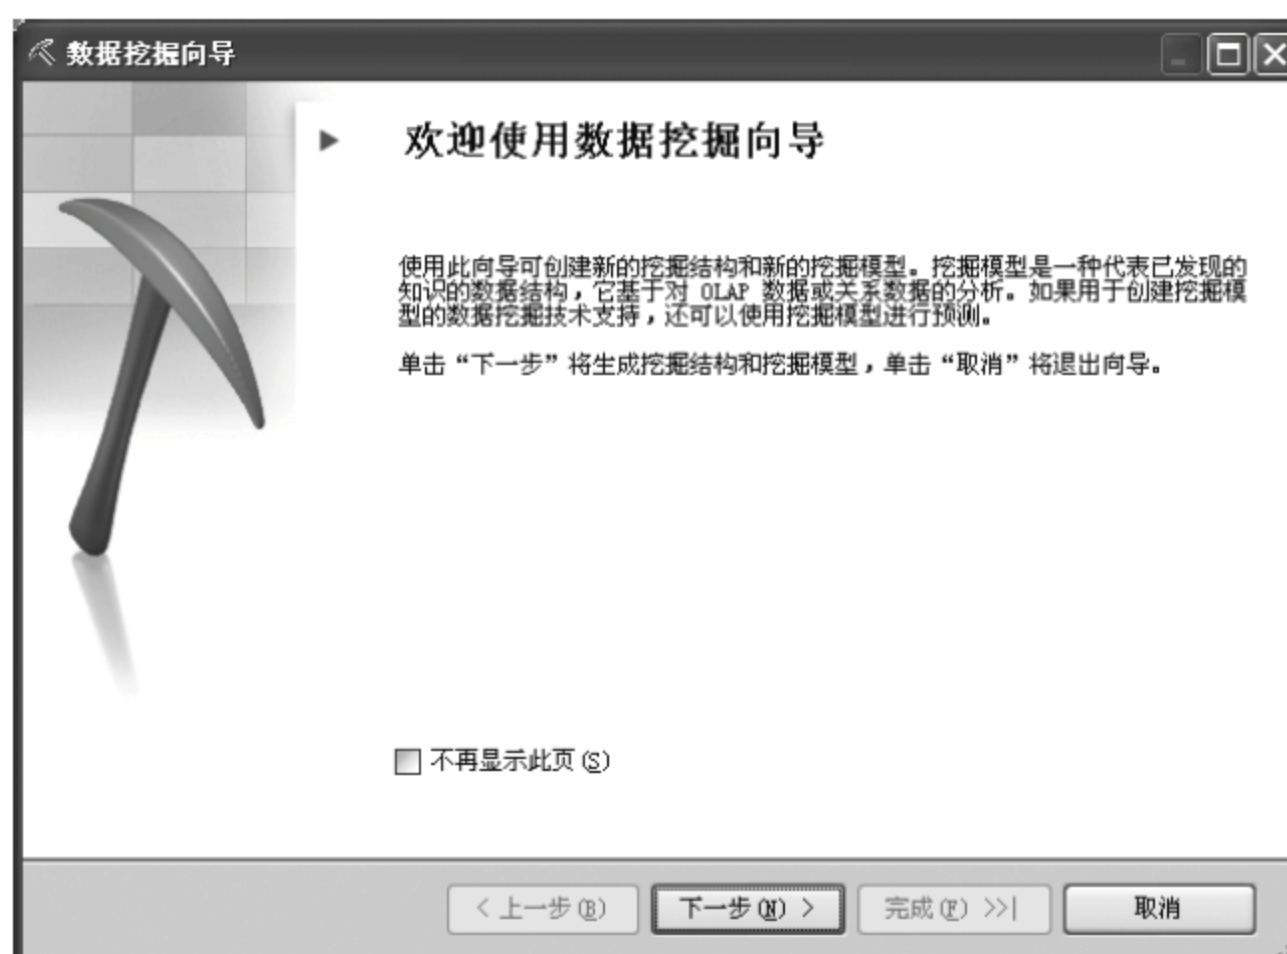 数据挖掘向导
欢迎使用数据挖掘向导
使用此向导可创建新的挖掘结构和新的挖掘模型。挖掘模型是一种代表已发现的
知识的数据结构，它基于对 OLAP 数据或关系数据的分析。如果用于创建挖掘模
型的数据挖掘技术支持，还可以使用挖掘模型进行预测。
单击“下一步”将生成挖掘结构和挖掘模型，单击“取消”将退出向导。
不再显示此页(S)
< 上一步(B) 下一步(N) > 完成(F) >>| 取消